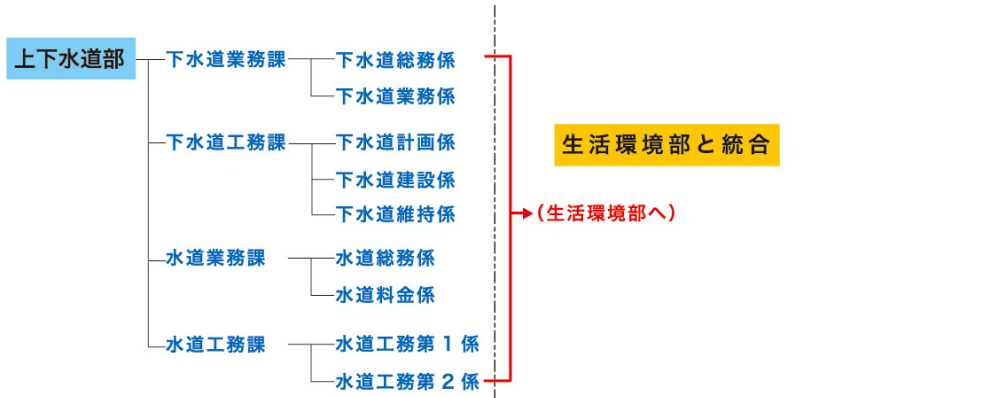 上下水道部
下水道業務課
下水道総務係
下水道業務係
下水道工務課
下水道計画係
下水道建設係
下水道維持係
水道業務課
水道総務係
水道料金係
水道工務課
水道工務第1係
水道工務第2係
生活環境部と統合
(生活環境部へ)